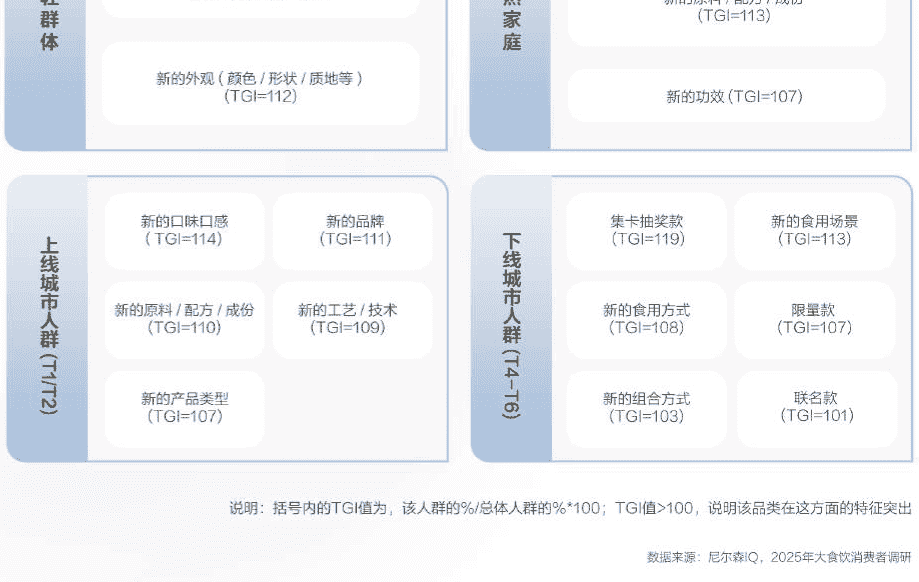 群体
新的外观(颜色/形状/质地等)
(TGI=112)
家庭
(TGI=113)
新的功效(TGI=107)
上线城市人群(T1/T2)
新的口味口感
(TGI=114)
新的品牌
(TGI=111)
新的原料/配方/成份
(TGI=110)
新的工艺/技术
(TGI=109)
新的产品类型
(TGI=107)
下线城市人群(T4-T6)
集卡抽奖款
(TGI=119)
新的食用场景
(TGI=113)
新的食用方式
(TGI=108)
限量款
(TGI=107)
新的组合方式
(TGI=103)
联名款
(TGI=101)
说明：括号内的TGI值为，该人群的%/总体人群的%*100；TGI值>100，说明该品类在这方面的特征突出
数据来源：尼尔森IQ，2025年大食饮消费者调研